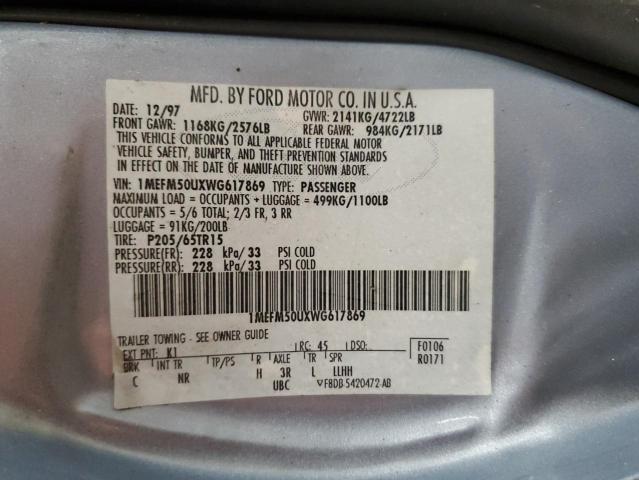 MFD. BY FORD MOTOR CO. IN U.S.A.
DATE: 12/97 GVWR: 2141KG/4722LB
FRONT GAWR: 1168KG/2576LB REAR GAWR: 984KG/2171LB
THIS VEHICLE CONFORMS TO ALL APPLICABLE FEDERAL MOTOR
VEHICLE SAFETY, BUMPER, AND THEFT PREVENTION STANDARDS
IN EFFECT ON THE DATE OF MANUFACTURE SHOWN ABOVE.
VIN: 1MEFM50UXWG617869 TYPE: PASSENGER
MAXIMUM LOAD = OCCUPANTS + LUGGAGE = 499KG/1100LB
OCCUPANTS = 5/6 TOTAL; 2/3 FR, 3 RR
LUGGAGE = 91KG/200LB
TIRE: P205/65TR15
PRESSURE(FR): 228 kPa/33 PSI COLD
PRESSURE(RR): 228 kPa/33 PSI COLD
1MEFM50UXWG617869
TRAILER TOWING - SEE OWNER GUIDE
EXT PNT: K1 RC: 45 DSO: F0106
BRK INT TR TP/PS R AXLE TR SPR R0171
C NR H 3R L LLHH
UBC F8DB 5420472 AB